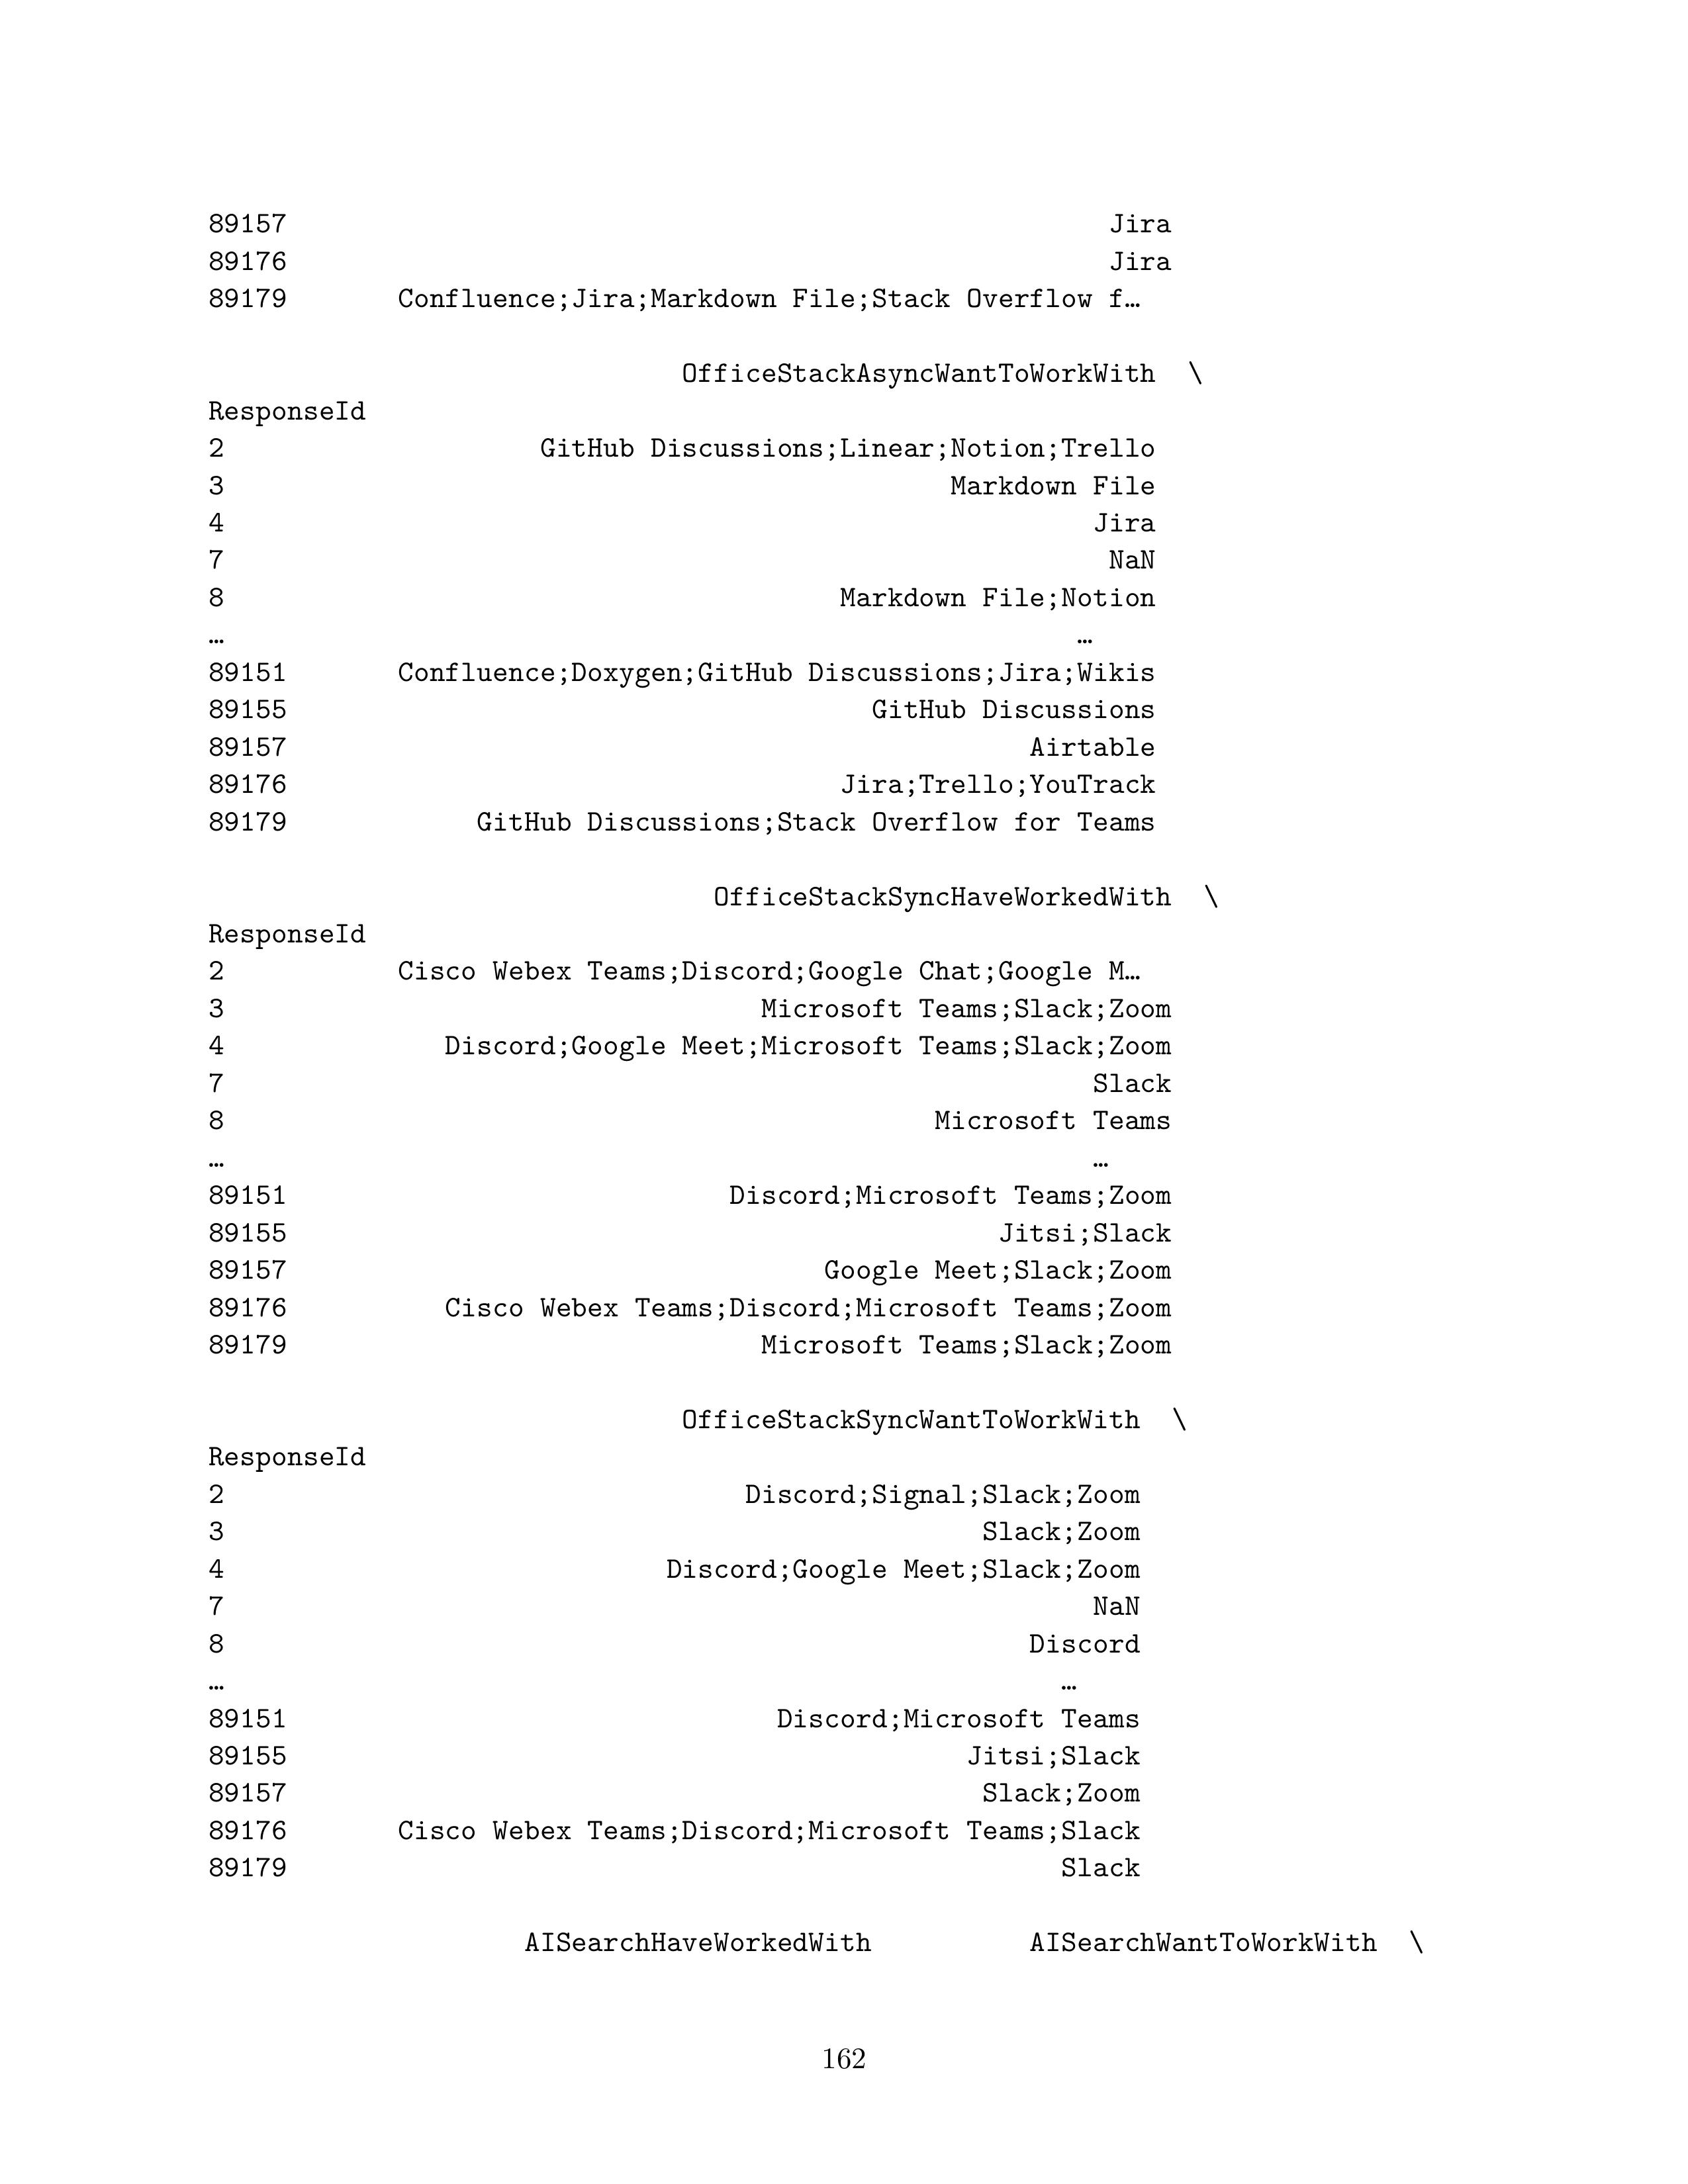 89157                                                    Jira
89176                                                    Jira
89179       Confluence;Jira;Markdown File;Stack Overflow f…
                              OfficeStackAsyncWantToWorkWith  \
ResponseId
2                    GitHub Discussions;Linear;Notion;Trello
3                                              Markdown File
4                                                       Jira
7                                                        NaN
8                                       Markdown File;Notion
…                                                      …
89151       Confluence;Doxygen;GitHub Discussions;Jira;Wikis
89155                                     GitHub Discussions
89157                                               Airtable
89176                                   Jira;Trello;YouTrack
89179            GitHub Discussions;Stack Overflow for Teams
                                OfficeStackSyncHaveWorkedWith  \
ResponseId
2           Cisco Webex Teams;Discord;Google Chat;Google M…
3                                  Microsoft Teams;Slack;Zoom
4              Discord;Google Meet;Microsoft Teams;Slack;Zoom
7                                                       Slack
8                                             Microsoft Teams
…                                                       …
89151                            Discord;Microsoft Teams;Zoom
89155                                             Jitsi;Slack
89157                                  Google Meet;Slack;Zoom
89176          Cisco Webex Teams;Discord;Microsoft Teams;Zoom
89179                              Microsoft Teams;Slack;Zoom
                              OfficeStackSyncWantToWorkWith  \
ResponseId
2                                 Discord;Signal;Slack;Zoom
3                                                Slack;Zoom
4                            Discord;Google Meet;Slack;Zoom
7                                                       NaN
8                                                   Discord
…                                                     …
89151                               Discord;Microsoft Teams
89155                                           Jitsi;Slack
89157                                            Slack;Zoom
89176       Cisco Webex Teams;Discord;Microsoft Teams;Slack
89179                                                 Slack
                    AISearchHaveWorkedWith          AISearchWantToWorkWith  \
162